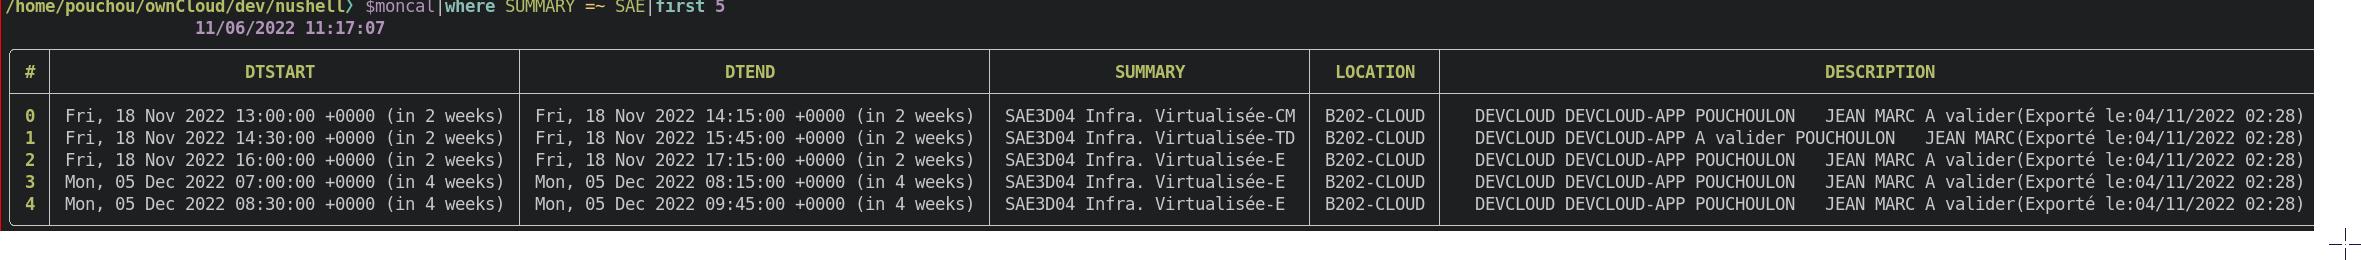 /home/pouchou/ownCloud/dev/nushell〉 $moncal|where SUMMARY =~ SAE|first 5
11/06/2022 11:17:07
# DTSTART DTEND SUMMARY LOCATION DESCRIPTION
0 Fri, 18 Nov 2022 13:00:00 +0000 (in 2 weeks) Fri, 18 Nov 2022 14:15:00 +0000 (in 2 weeks) SAE3D04 Infra. Virtualisée-CM B202-CLOUD DEVCLOUD DEVCLOUD-APP POUCHOULON JEAN MARC A valider(Exporté le:04/11/2022 02:28)
1 Fri, 18 Nov 2022 14:30:00 +0000 (in 2 weeks) Fri, 18 Nov 2022 15:45:00 +0000 (in 2 weeks) SAE3D04 Infra. Virtualisée-TD B202-CLOUD DEVCLOUD DEVCLOUD-APP A valider POUCHOULON JEAN MARC(Exporté le:04/11/2022 02:28)
2 Fri, 18 Nov 2022 16:00:00 +0000 (in 2 weeks) Fri, 18 Nov 2022 17:15:00 +0000 (in 2 weeks) SAE3D04 Infra. Virtualisée-E B202-CLOUD DEVCLOUD DEVCLOUD-APP POUCHOULON JEAN MARC A valider(Exporté le:04/11/2022 02:28)
3 Mon, 05 Dec 2022 07:00:00 +0000 (in 4 weeks) Mon, 05 Dec 2022 08:15:00 +0000 (in 4 weeks) SAE3D04 Infra. Virtualisée-E B202-CLOUD DEVCLOUD DEVCLOUD-APP POUCHOULON JEAN MARC A valider(Exporté le:04/11/2022 02:28)
4 Mon, 05 Dec 2022 08:30:00 +0000 (in 4 weeks) Mon, 05 Dec 2022 09:45:00 +0000 (in 4 weeks) SAE3D04 Infra. Virtualisée-E B202-CLOUD DEVCLOUD DEVCLOUD-APP POUCHOULON JEAN MARC A valider(Exporté le:04/11/2022 02:28)